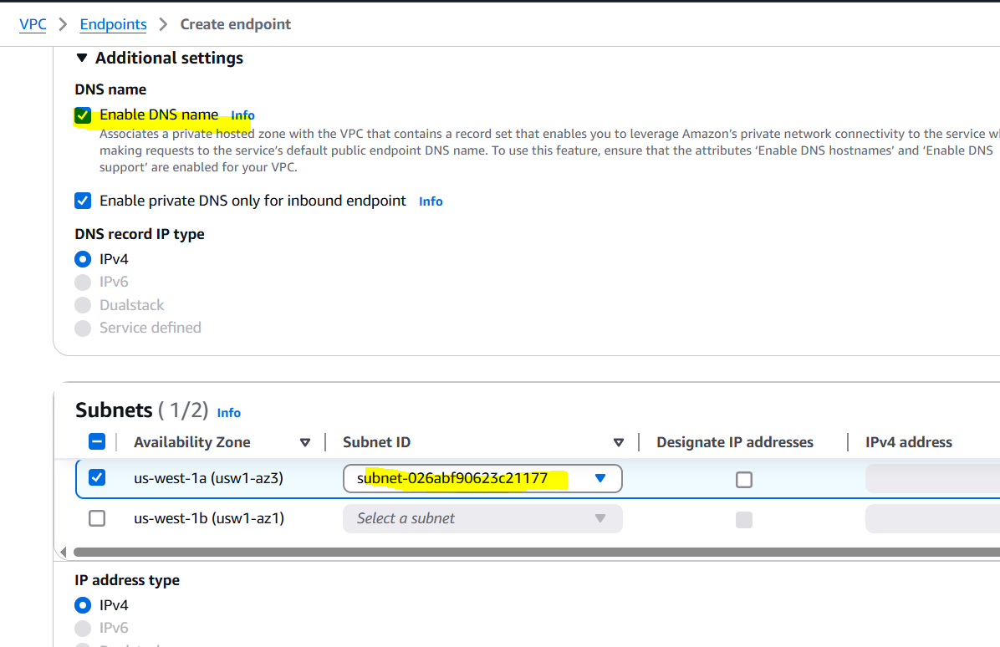 VPC > Endpoints > Create endpoint
▼ Additional settings
DNS name
Enable DNS name Info
Associates a private hosted zone with the VPC that contains a record set that enables you to leverage Amazon's private network connectivity to the service
making requests to the service's default public endpoint DNS name. To use this feature, ensure that the attributes 'Enable DNS hostnames' and 'Enable DNS
support' are enabled for your VPC.
Enable private DNS only for inbound endpoint Info
DNS record IP type
IPv4
IPv6
Dualstack
Service defined
Subnets ( 1/2) Info
Availability Zone Subnet ID Designate IP addresses IPv4 address
us-west-1a (usw1-az3) subnet-026abf90623c21177
us-west-1b (usw1-az1) Select a subnet
IP address type
IPv4
IPv6